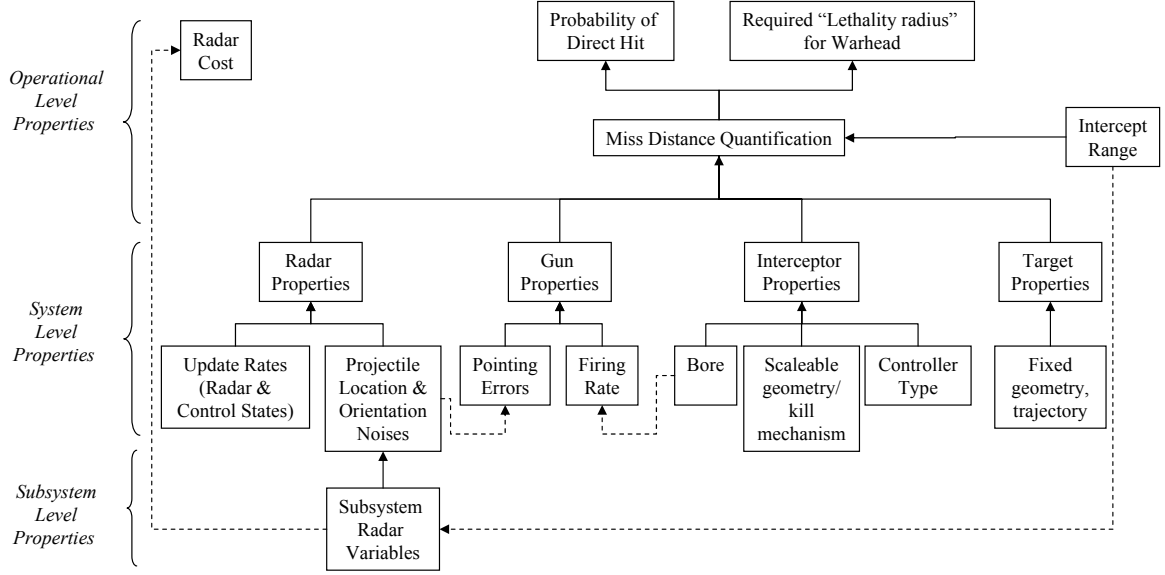 Operational
Level
Properties
Radar
Cost
Probability of
Direct Hit
Required “Lethality radius”
for Warhead
Miss Distance Quantification
Intercept
Range
System
Level
Properties
Radar
Properties
Gun
Properties
Interceptor
Properties
Target
Properties
Update Rates
(Radar &
Control States)
Projectile
Location &
Orientation
Noises
Pointing
Errors
Firing
Rate
Bore
Scaleable
geometry/
kill
mechanism
Controller
Type
Fixed
geometry,
trajectory
Subsystem
Level
Properties
Subsystem
Radar
Variables